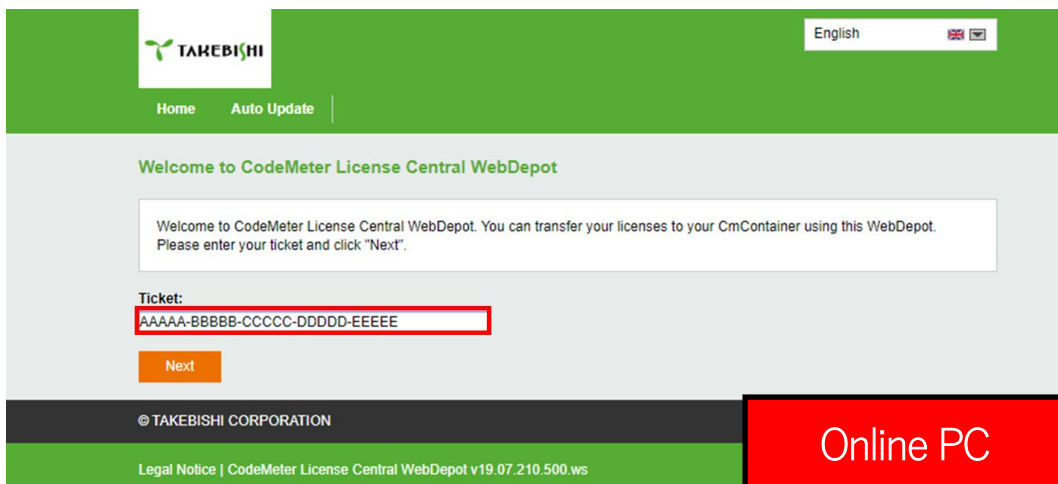 TAKEBISHI
English
Home Auto Update
Welcome to CodeMeter License Central WebDepot
Welcome to CodeMeter License Central WebDepot. You can transfer your licenses to your CmContainer using this WebDepot.
Please enter your ticket and click "Next".
Ticket:
AAAAA-BBBBB-CCCCC-DDDDD-EEEEE
Next
© TAKEBISHI CORPORATION
Online PC
Legal Notice | CodeMeter License Central WebDepot v19.07.210.500.ws